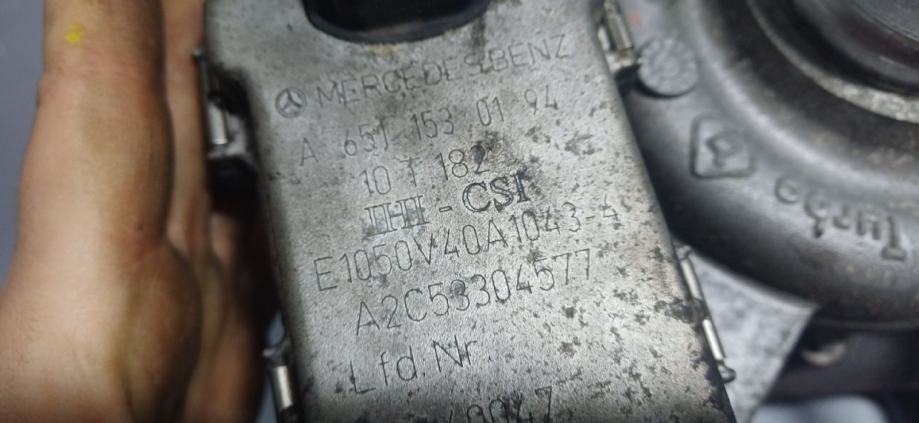 MERCEDES-BENZ
A 651 153 01 94
10 T 182
IHI - CSI
E1050V40A1043-4
A2C53304577
Lfd.Nr.
Turbo